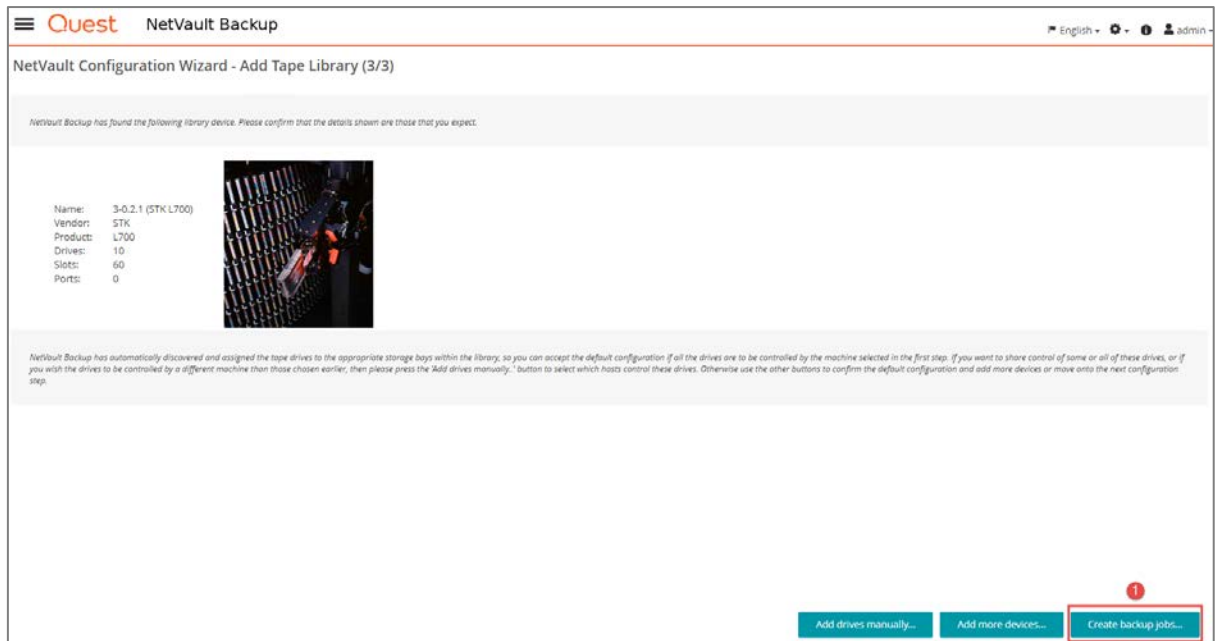 Quest NetVault Backup
English admin
NetVault Configuration Wizard - Add Tape Library (3/3)
NetVault Backup has found the following library device. Please confirm that the details shown are those that you expect.
Name: 3-0.2.1 (STK L700)
Vendor: STK
Product: L700
Drives: 10
Slots: 60
Ports: 0
NetVault Backup has automatically discovered and assigned the tape drives to the appropriate storage bays within the library, so you can accept the default configuration if all the drives are to be controlled by the machine selected in the first step. If you want to share control of some or all of these drives, or if
you wish the drives to be controlled by a different machine than those chosen earlier, then please press the 'Add drives manually..' button to select which hosts control these drives. Otherwise use the other buttons to confirm the default configuration and add more devices or move onto the next configuration
step.
1
Add drives manually... Add more devices... Create backup jobs...